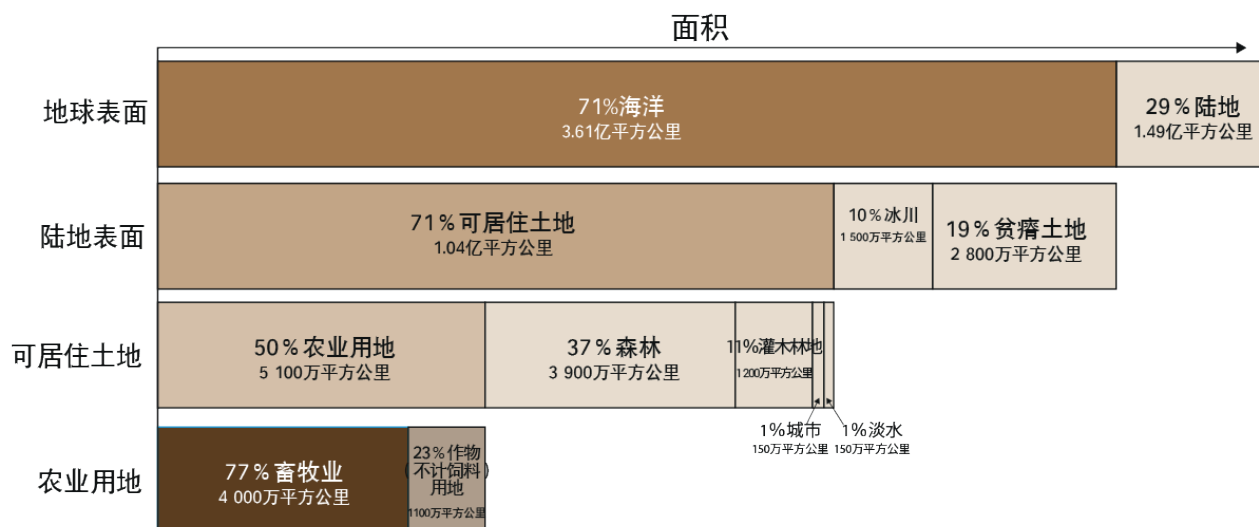 面积
地球表面
71%海洋
3.61亿平方公里
29%陆地
1.49亿平方公里
陆地表面
71%可居住土地
1.04亿平方公里
10%冰川
1 500万平方公里
19%贫瘠土地
2 800万平方公里
可居住土地
50%农业用地
5 100万平方公里
37%森林
3 900万平方公里
11%灌木林地
1 200万平方公里
1%城市
150万平方公里
1%淡水
150万平方公里
农业用地
77%畜牧业
4 000万平方公里
23%作物
(不计饲料)
用地
1100万平方公里